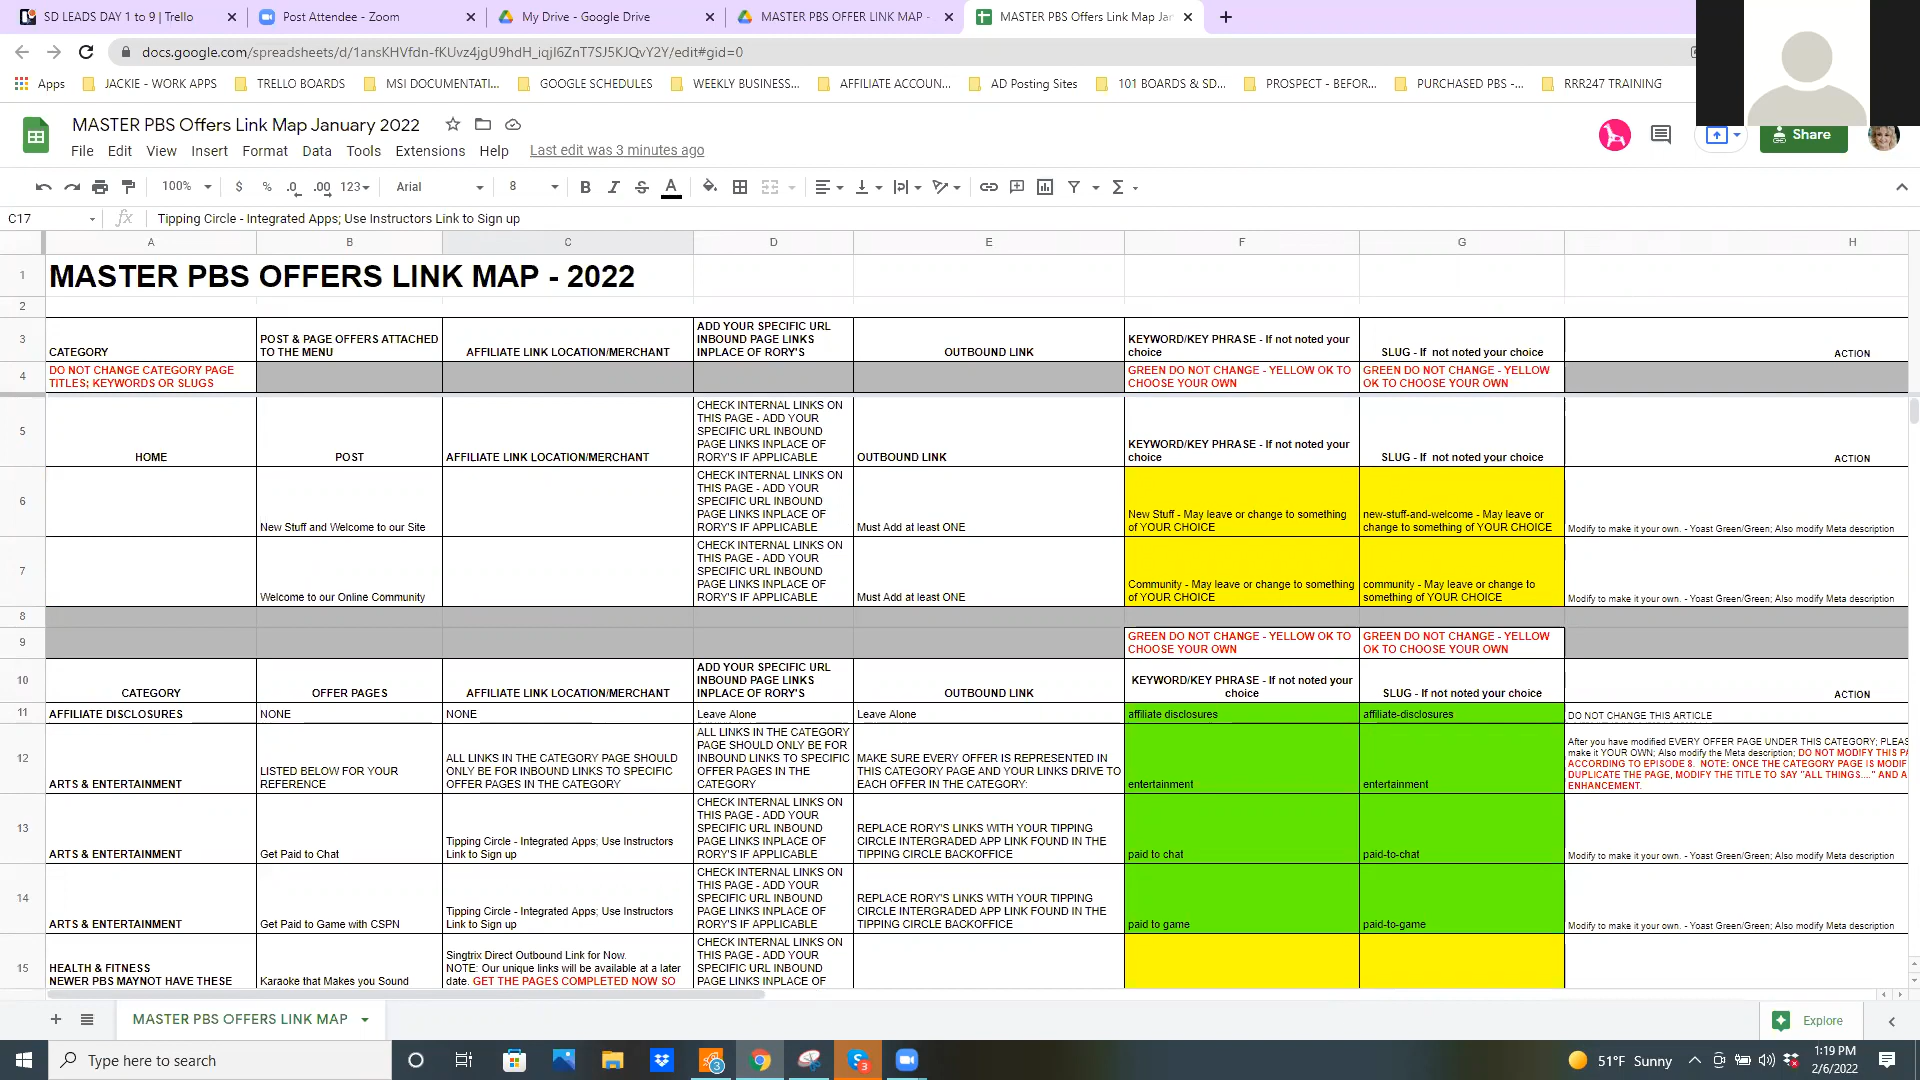 SD LEADS DAY 1 to 9 | Trello
Post Attendee - Zoom
My Drive - Google Drive
MASTER PBS OFFER LINK MAP -
MASTER PBS Offers Link Map Jan
docs.google.com/spreadsheets/d/1ansKHVfdn-fKUvz4jgU9hdH_iqjI6ZnT7SJ5KJQvY2Y/edit#gid=0
Apps
JACKIE - WORK APPS
TRELLO BOARDS
MSI DOCUMENTATI...
GOOGLE SCHEDULES
WEEKLY BUSINESS...
AFFILIATE ACCOUN...
AD Posting Sites
101 BOARDS & SD...
PROSPECT - BEFOR...
PURCHASED PBS -...
RRR247 TRAINING
MASTER PBS Offers Link Map January 2022
File Edit View Insert Format Data Tools Extensions Help Last edit was 3 minutes ago
Share
100% $ % .0 .00 123 Arial 8 B I S A
C17 fx Tipping Circle - Integrated Apps; Use Instructors Link to Sign up
A B C D E F G H
1 MASTER PBS OFFERS LINK MAP - 2022
2
3
CATEGORY
POST & PAGE OFFERS ATTACHED
TO THE MENU
AFFILIATE LINK LOCATION/MERCHANT
ADD YOUR SPECIFIC URL
INBOUND PAGE LINKS
INPLACE OF RORY'S
OUTBOUND LINK
KEYWORD/KEY PHRASE - If not noted your
choice
SLUG - If not noted your choice
ACTION
4
DO NOT CHANGE CATEGORY PAGE
TITLES; KEYWORDS OR SLUGS
GREEN DO NOT CHANGE - YELLOW OK TO
CHOOSE YOUR OWN
GREEN DO NOT CHANGE - YELLOW
OK TO CHOOSE YOUR OWN
5
HOME
POST
AFFILIATE LINK LOCATION/MERCHANT
CHECK INTERNAL LINKS ON
THIS PAGE - ADD YOUR
SPECIFIC URL INBOUND
PAGE LINKS INPLACE OF
RORY'S IF APPLICABLE
OUTBOUND LINK
KEYWORD/KEY PHRASE - If not noted your
choice
SLUG - If not noted your choice
ACTION
6
New Stuff and Welcome to our Site
CHECK INTERNAL LINKS ON
THIS PAGE - ADD YOUR
SPECIFIC URL INBOUND
PAGE LINKS INPLACE OF
RORY'S IF APPLICABLE
Must Add at least ONE
New Stuff - May leave or change to something
of YOUR CHOICE
new-stuff-and-welcome - May leave or
change to something of YOUR CHOICE
Modify to make it your own. - Yoast Green/Green; Also modify Meta description
7
Welcome to our Online Community
CHECK INTERNAL LINKS ON
THIS PAGE - ADD YOUR
SPECIFIC URL INBOUND
PAGE LINKS INPLACE OF
RORY'S IF APPLICABLE
Must Add at least ONE
Community - May leave or change to something
of YOUR CHOICE
community - May leave or change to
something of YOUR CHOICE
Modify to make it your own. - Yoast Green/Green; Also modify Meta description
8
9
GREEN DO NOT CHANGE - YELLOW OK TO
CHOOSE YOUR OWN
GREEN DO NOT CHANGE - YELLOW
OK TO CHOOSE YOUR OWN
10
CATEGORY
OFFER PAGES
AFFILIATE LINK LOCATION/MERCHANT
ADD YOUR SPECIFIC URL
INBOUND PAGE LINKS
INPLACE OF RORY'S
OUTBOUND LINK
KEYWORD/KEY PHRASE - If not noted your
choice
SLUG - If not noted your choice
ACTION
11
AFFILIATE DISCLOSURES
NONE
NONE
Leave Alone
Leave Alone
affiliate disclosures
affiliate-disclosures
DO NOT CHANGE THIS ARTICLE
12
ARTS & ENTERTAINMENT
LISTED BELOW FOR YOUR
REFERENCE
ALL LINKS IN THE CATEGORY PAGE SHOULD
ONLY BE FOR INBOUND LINKS TO SPECIFIC
OFFER PAGES IN THE CATEGORY
ALL LINKS IN THE CATEGORY
PAGE SHOULD ONLY BE FOR
INBOUND LINKS TO SPECIFIC
OFFER PAGES IN THE
CATEGORY
MAKE SURE EVERY OFFER IS REPRESENTED IN
THIS CATEGORY PAGE AND YOUR LINKS DRIVE TO
EACH OFFER IN THE CATEGORY:
entertainment
entertainment
After you have modified EVERY OFFER PAGE UNDER THIS CATEGORY; PLEAS
make it YOUR OWN; Also modify the Meta description; DO NOT MODIFY THIS PA
ACCORDING TO EPISODE 8. NOTE: ONCE THE CATEGORY PAGE IS MODIF
DUPLICATE THE PAGE, MODIFY THE TITLE TO SAY "ALL THINGS...." AND A
ENHANCEMENT.
13
ARTS & ENTERTAINMENT
Get Paid to Chat
Tipping Circle - Integrated Apps; Use Instructors
Link to Sign up
CHECK INTERNAL LINKS ON
THIS PAGE - ADD YOUR
SPECIFIC URL INBOUND
PAGE LINKS INPLACE OF
RORY'S IF APPLICABLE
REPLACE RORY'S LINKS WITH YOUR TIPPING
CIRCLE INTERGRADED APP LINK FOUND IN THE
TIPPING CIRCLE BACKOFFICE
paid to chat
paid-to-chat
Modify to make it your own. - Yoast Green/Green; Also modify Meta description
14
ARTS & ENTERTAINMENT
Get Paid to Game with CSPN
Tipping Circle - Integrated Apps; Use Instructors
Link to Sign up
CHECK INTERNAL LINKS ON
THIS PAGE - ADD YOUR
SPECIFIC URL INBOUND
PAGE LINKS INPLACE OF
RORY'S IF APPLICABLE
REPLACE RORY'S LINKS WITH YOUR TIPPING
CIRCLE INTERGRADED APP LINK FOUND IN THE
TIPPING CIRCLE BACKOFFICE
paid to game
paid-to-game
Modify to make it your own. - Yoast Green/Green; Also modify Meta description
15
HEALTH & FITNESS
NEWER PBS MAYNOT HAVE THESE
Karaoke that Makes you Sound
Singtrix Direct Outbound Link for Now.
NOTE: Our unique links will be available at a later
date. GET THE PAGES COMPLETED NOW SO
CHECK INTERNAL LINKS ON
THIS PAGE - ADD YOUR
SPECIFIC URL INBOUND
PAGE LINKS INPLACE OF
MASTER PBS OFFERS LINK MAP
Explore
Type here to search
3
3
51°F Sunny
1:19 PM
2/6/2022